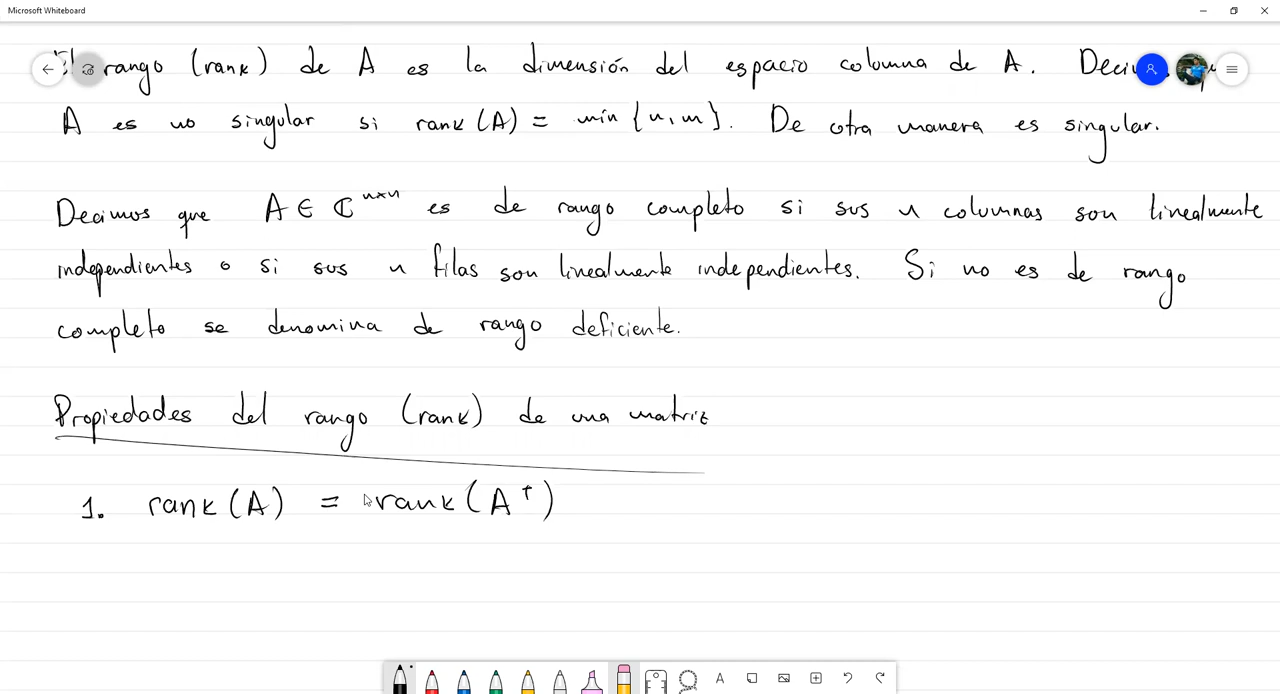 Microsoft Whiteboard
El rango (rank) de A es la dimensión del espacio columna de A.
A es no singular si rank(A) = min {n, m}. De otra manera es singular.
Decimos que A ∈ ℂⁿˣⁿ es de rango completo si sus n columnas son linealmente
independientes o si sus n filas son linealmente independientes. Si no es de rango
completo se denomina de rango deficiente.
Propiedades del rango (rank) de una matriz
1. rank(A) = rank(A†)